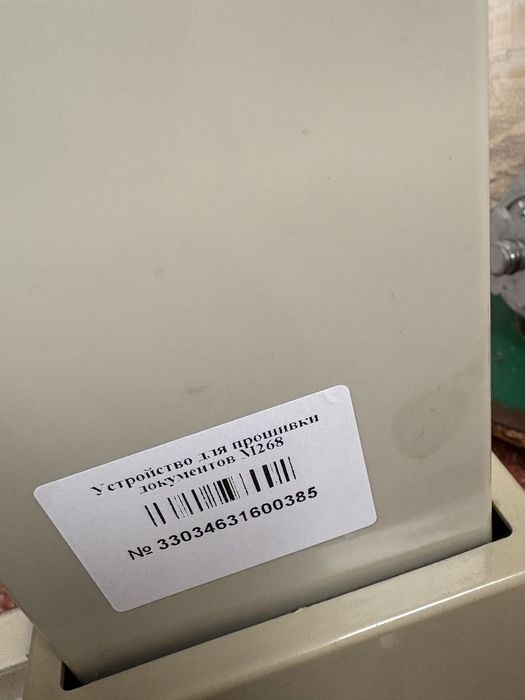 Устройство для прошивки
документов М268
№ 33034631600385